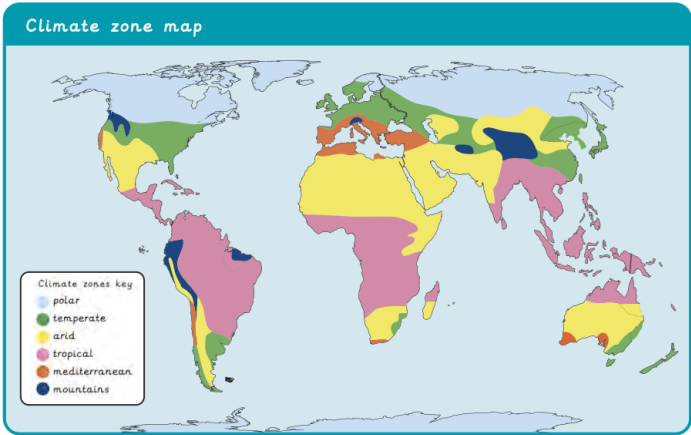 Climate zone map
Climate zones key
polar
temperate
arid
tropical
mediterranean
mountains